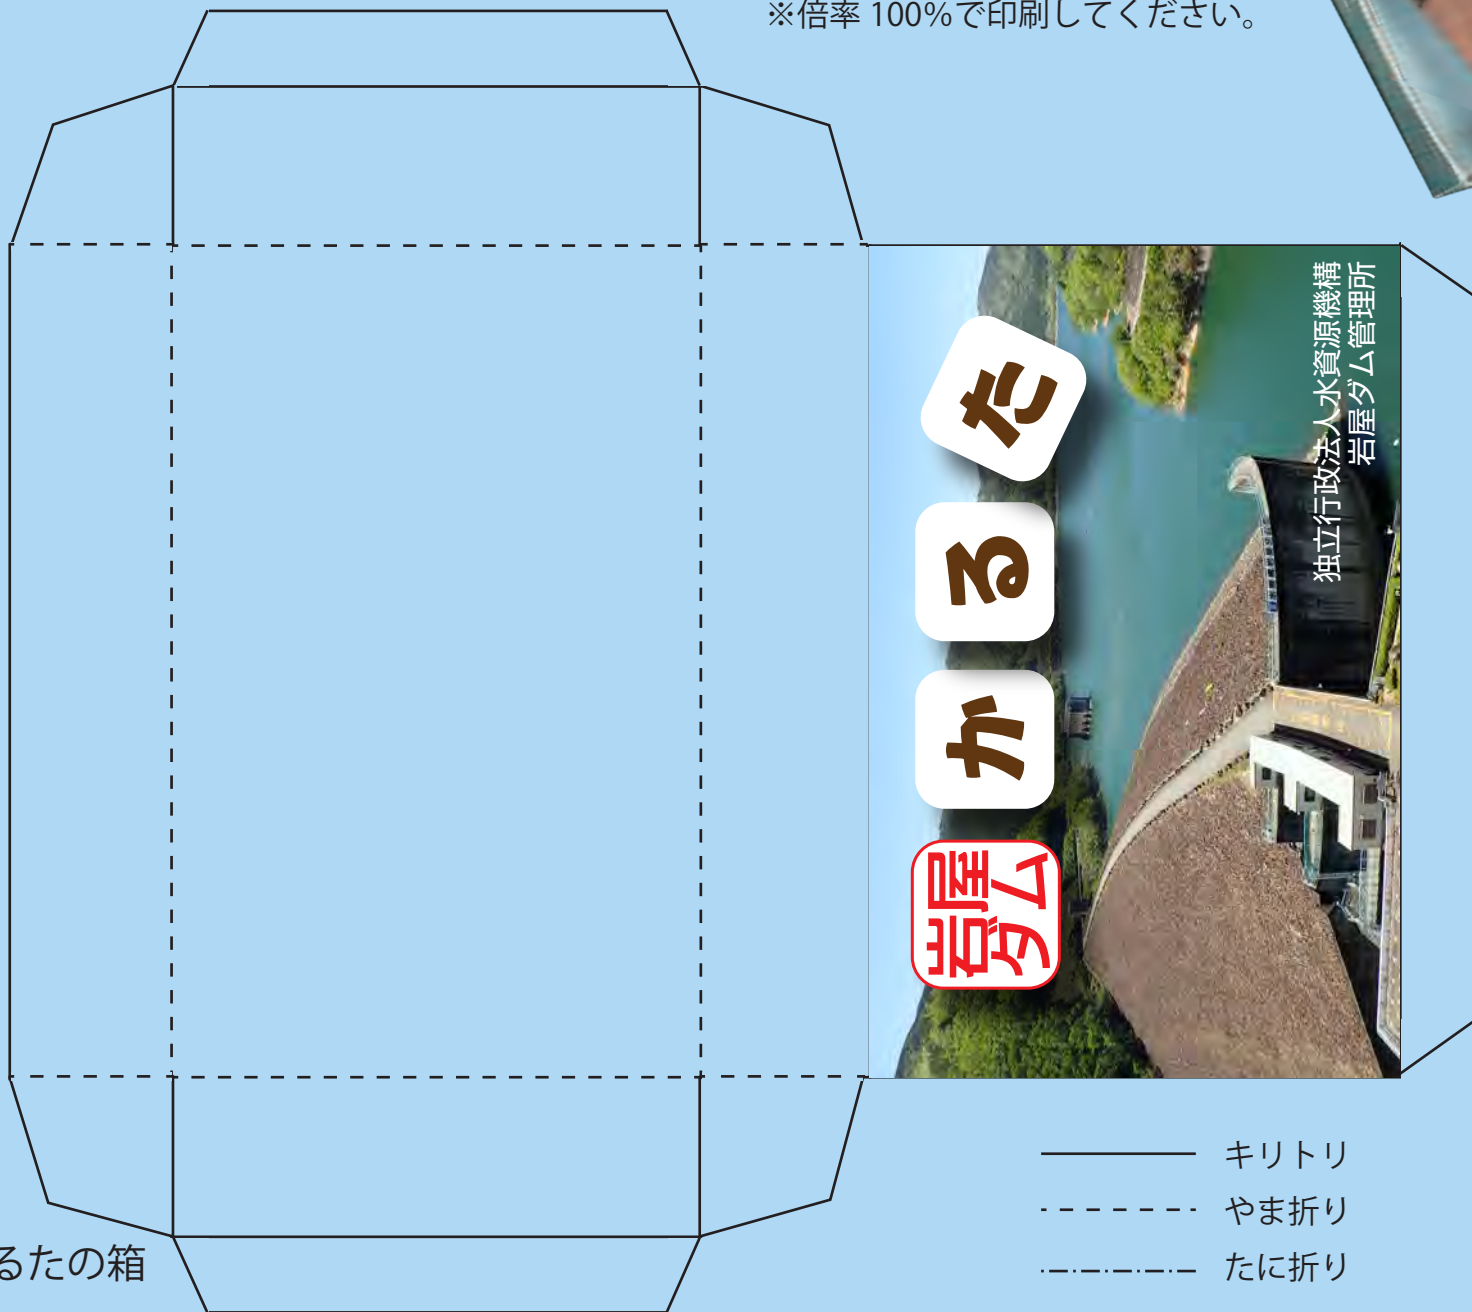 ※倍率 100%で印刷してください。
独立行政法人水資源機構
岩屋ダム管理所
岩屋
ダム
かるた
キリトリ
やま折り
たに折り
るたの箱